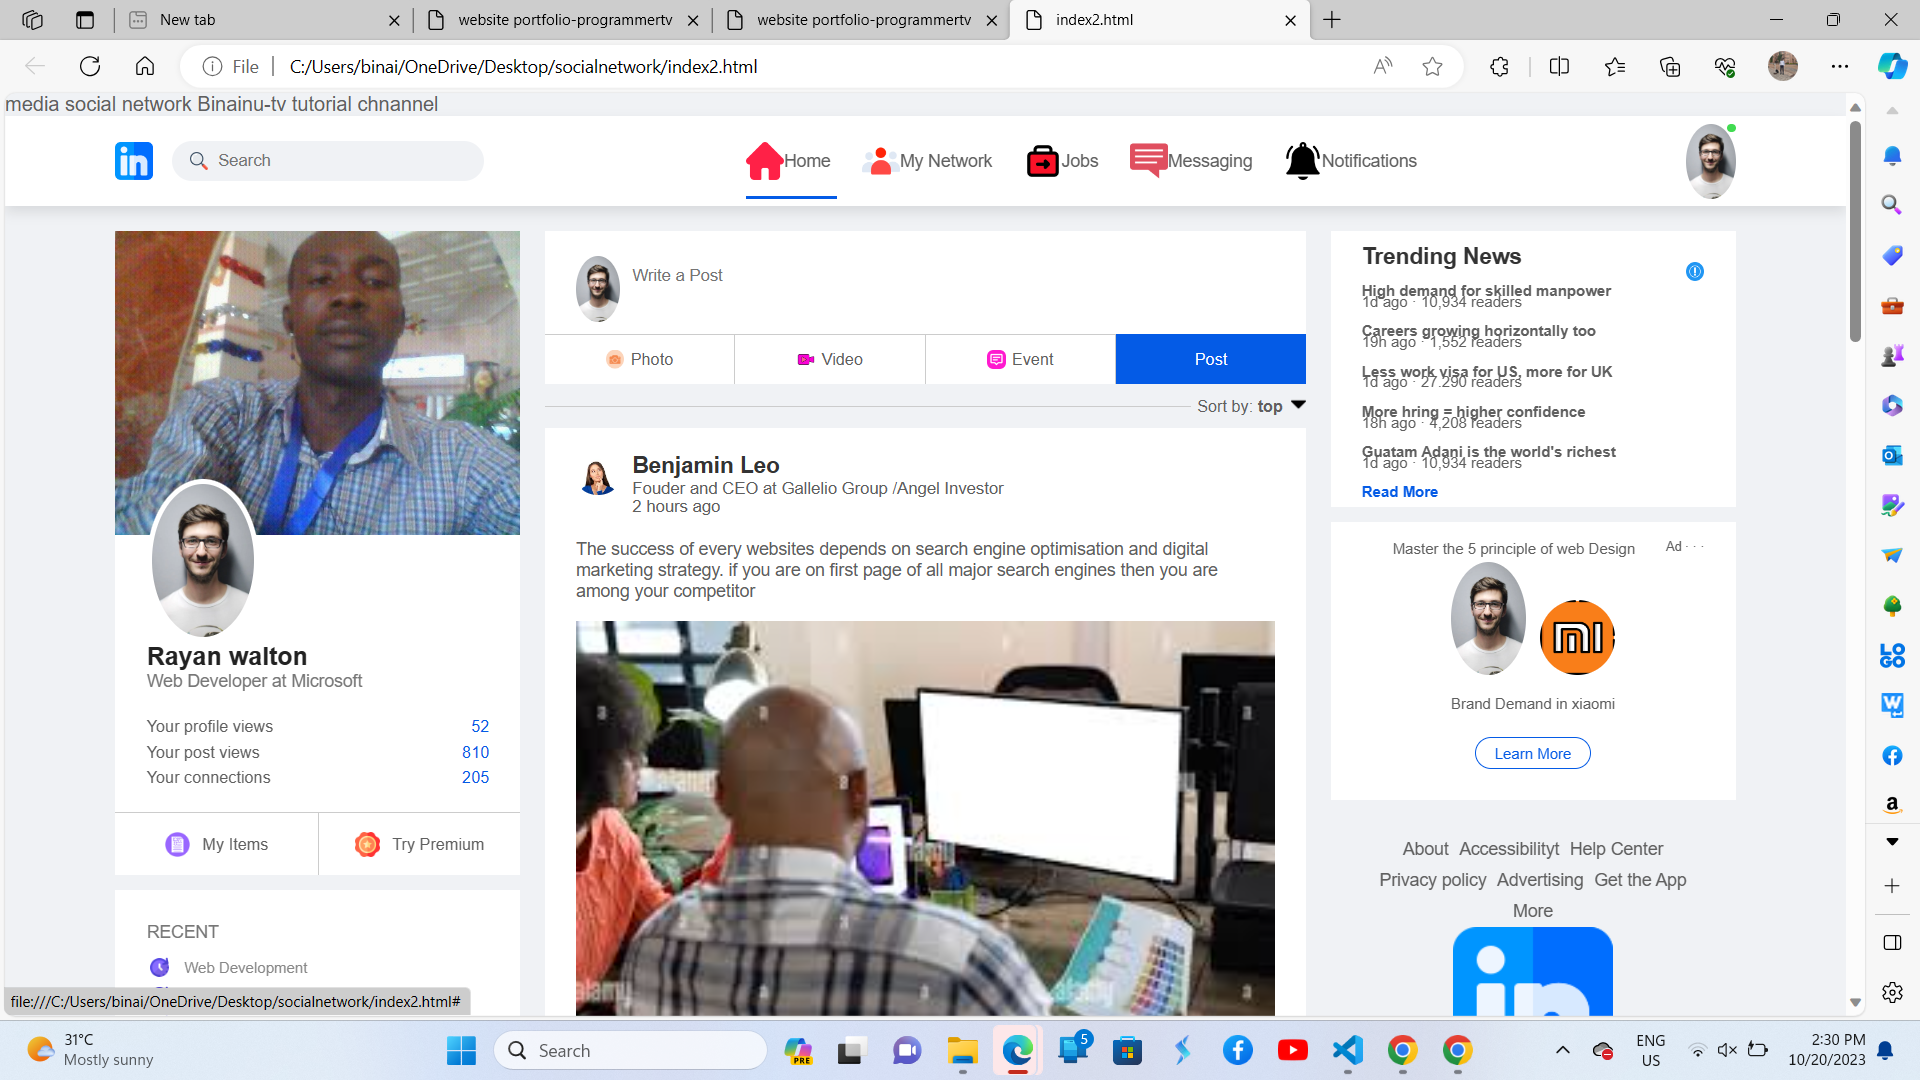 New tab
website portfolio-programmertv
website portfolio-programmertv
index2.html
File
C:/Users/binai/OneDrive/Desktop/socialnetwork/index2.html
media social network Binainu-tv tutorial chnannel
in
Search
Home
My Network
Jobs
Messaging
Notifications
Rayan walton
Web Developer at Microsoft
Your profile views 52
Your post views 810
Your connections 205
My Items
Try Premium
RECENT
Web Development
Write a Post
Photo
Video
Event
Post
Sort by: top
Benjamin Leo
Fouder and CEO at Gallelio Group /Angel Investor
2 hours ago
The success of every websites depends on search engine optimisation and digital
marketing strategy. if you are on first page of all major search engines then you are
among your competitor
a
a
a
a
a
a
a
Trending News
High demand for skilled manpower
1d ago · 10,934 readers
Careers growing horizontally too
19h ago · 1,552 readers
Less work visa for US, more for UK
1d ago · 27.290 readers
More hring = higher confidence
18h ago · 4,208 readers
Guatam Adani is the world's richest
1d ago · 10,934 readers
Read More
Master the 5 principle of web Design
Ad · · ·
MI
Brand Demand in xiaomi
Learn More
About Accessibilityt Help Center
Privacy policy Advertising Get the App
More
in
LOGO
W
a
file:///C:/Users/binai/OneDrive/Desktop/socialnetwork/index2.html#
31°C
Mostly sunny
Search
PRE
5
ENG
US
2:30 PM
10/20/2023